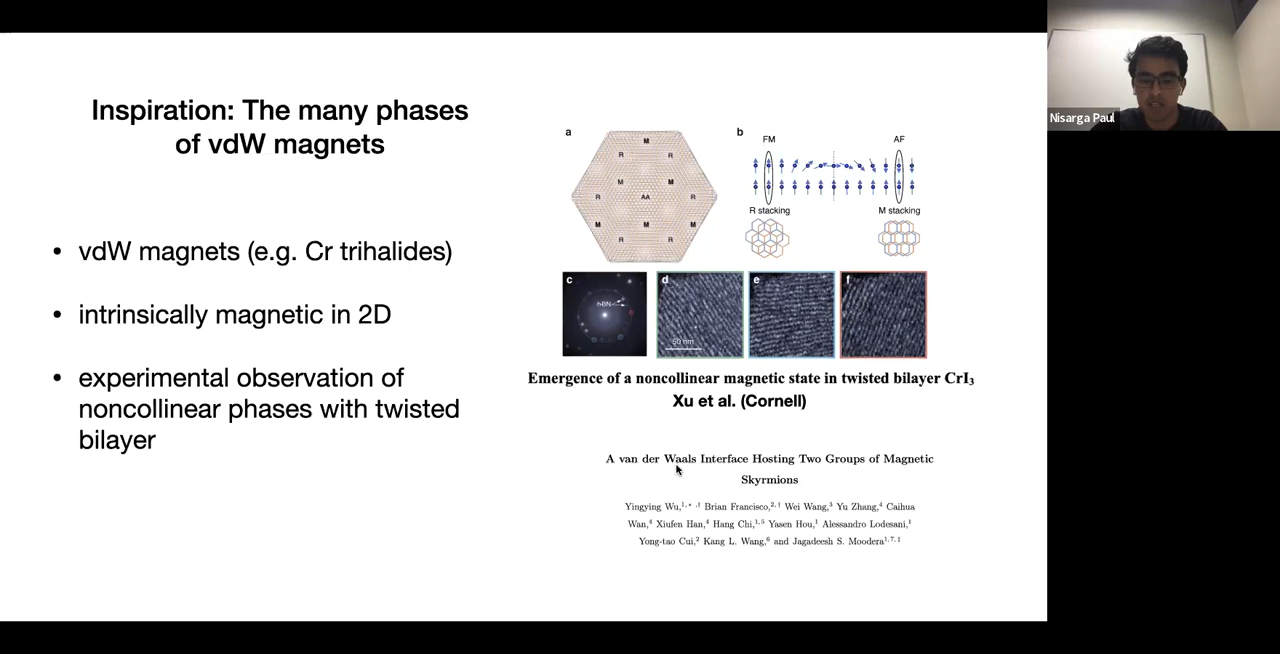 Inspiration: The many phases
of vdW magnets
• vdW magnets (e.g. Cr trihalides)
• intrinsically magnetic in 2D
• experimental observation of
noncollinear phases with twisted
bilayer
a
M
R
R
M
M
R
AA
R
M
M
M
R
R
b
FM
AF
R stacking
M stacking
c
hBN
d
50 nm
e
f
Emergence of a noncollinear magnetic state in twisted bilayer CrI₃
Xu et al. (Cornell)
A van der Waals Interface Hosting Two Groups of Magnetic
Skyrmions
Yingying Wu,¹,*,† Brian Francisco,²,† Wei Wang,³ Yu Zhang,⁴ Caihua
Wan,⁴ Xiufen Han,⁴ Hang Chi,¹,⁵ Yasen Hou,¹ Alessandro Lodesani,¹
Yong-tao Cui,² Kang L. Wang,⁶ and Jagadeesh S. Moodera¹,⁷,‡
Nisarga Paul